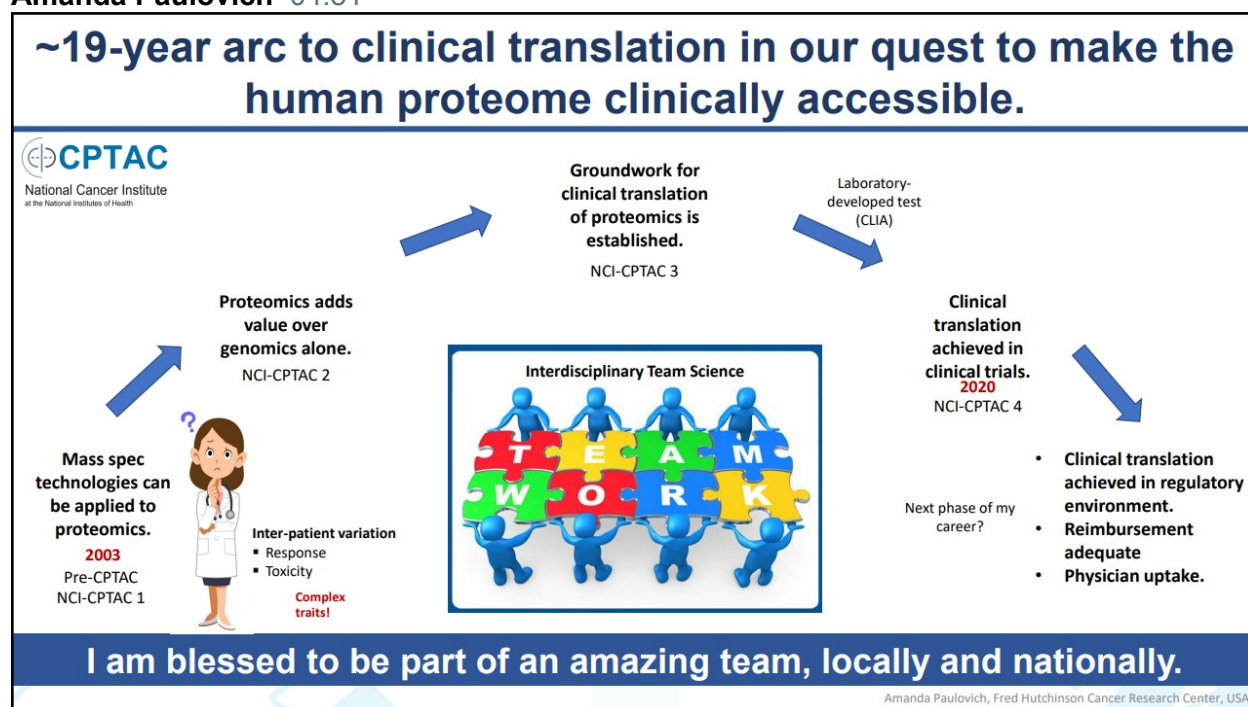 Amanda Paulovich 04:31
~19-year arc to clinical translation in our quest to make the
human proteome clinically accessible.
CPTAC
National Cancer Institute
at the National Institutes of Health
Groundwork for
clinical translation
of proteomics is
established.
NCI-CPTAC 3
Laboratory-
developed test
(CLIA)
Proteomics adds
value over
genomics alone.
NCI-CPTAC 2
Clinical
translation
achieved in
clinical trials.
2020
NCI-CPTAC 4
Interdisciplinary Team Science
TEAM
WORK
?
Mass spec
technologies can
be applied to
proteomics.
2003
Pre-CPTAC
NCI-CPTAC 1
Inter-patient variation
▪ Response
▪ Toxicity
Complex
traits!
Next phase of my
career?
• Clinical translation
achieved in regulatory
environment.
• Reimbursement
adequate
• Physician uptake.
I am blessed to be part of an amazing team, locally and nationally.
Amanda Paulovich, Fred Hutchinson Cancer Research Center, USA